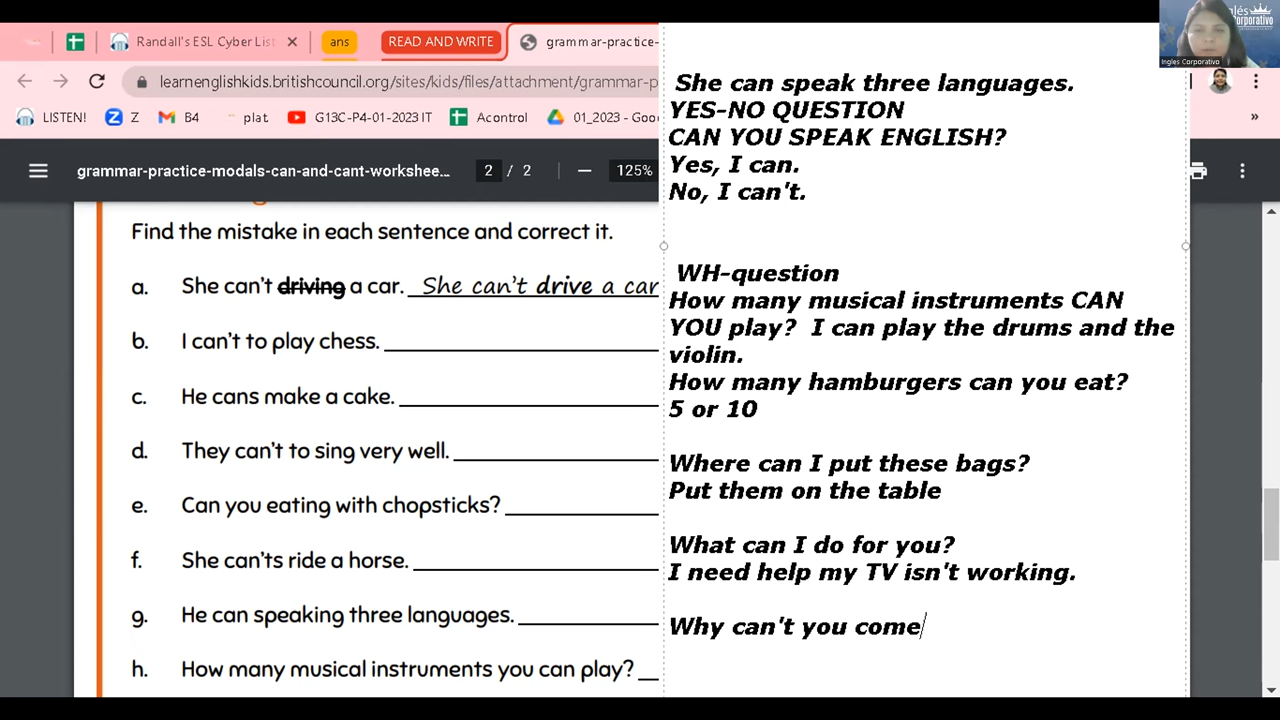 Randall's ESL Cyber List
ans
READ AND WRITE
grammar-practice-
learnenglishkids.britishcouncil.org/sites/kids/files/attachment/grammar-p
LISTEN!
Z
B4
plat.
G13C-P4-01-2023 IT
Acontrol
01_2023 - Goo
»
grammar-practice-modals-can-and-cant-workshee...
2 / 2
125%
Find the mistake in each sentence and correct it.
a. She can't driving a car. She can't drive a car
b. I can't to play chess.
c. He cans make a cake.
d. They can't to sing very well.
e. Can you eating with chopsticks?
f. She can'ts ride a horse.
g. He can speaking three languages.
h. How many musical instruments you can play?
She can speak three languages.
YES-NO QUESTION
CAN YOU SPEAK ENGLISH?
Yes, I can.
No, I can't.
WH-question
How many musical instruments CAN
YOU play? I can play the drums and the
violin.
How many hamburgers can you eat?
5 or 10
Where can I put these bags?
Put them on the table
What can I do for you?
I need help my TV isn't working.
Why can't you come
Inglés
Corporativo
Ingles Corporativo